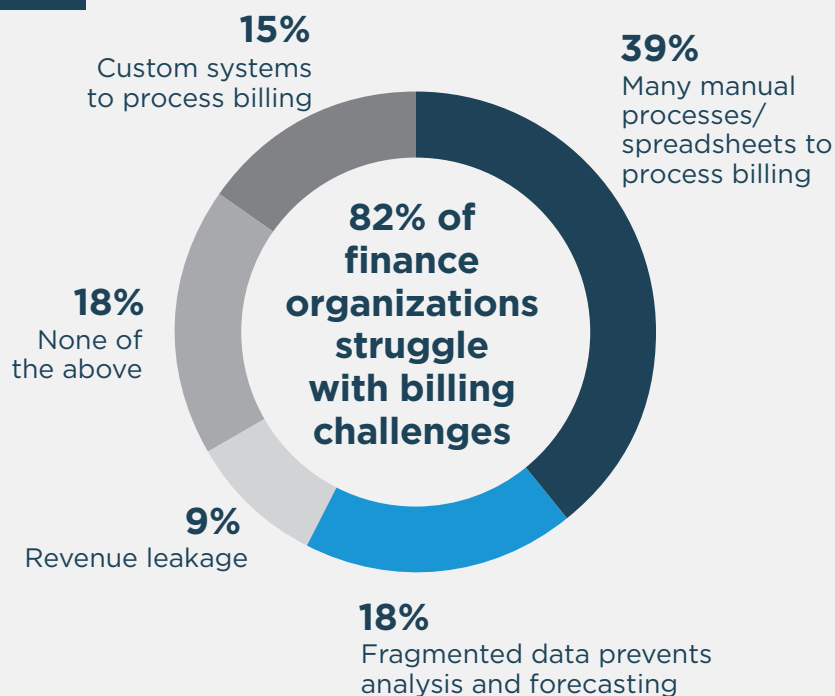 15%
Custom systems
to process billing
39%
Many manual
processes/
spreadsheets to
process billing
82% of
finance
organizations
struggle
with billing
challenges
18%
None of
the above
9%
Revenue leakage
18%
Fragmented data prevents
analysis and forecasting